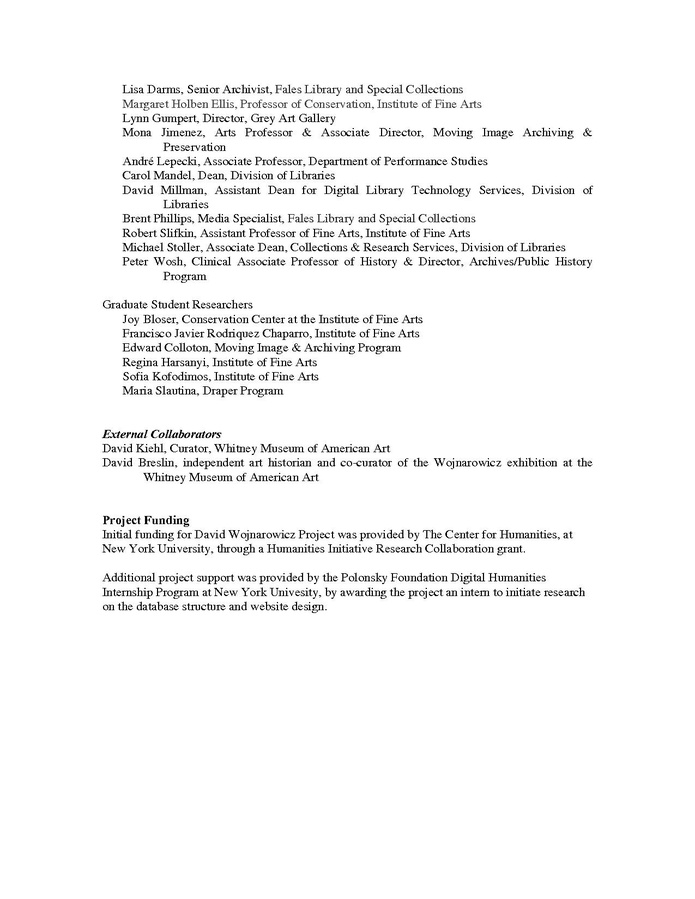 Lisa Darms, Senior Archivist, Fales Library and Special Collections
Margaret Holben Ellis, Professor of Conservation, Institute of Fine Arts
Lynn Gumpert, Director, Grey Art Gallery
Mona Jimenez, Arts Professor & Associate Director, Moving Image Archiving &
Preservation
André Lepecki, Associate Professor, Department of Performance Studies
Carol Mandel, Dean, Division of Libraries
David Millman, Assistant Dean for Digital Library Technology Services, Division of
Libraries
Brent Phillips, Media Specialist, Fales Library and Special Collections
Robert Slifkin, Assistant Professor of Fine Arts, Institute of Fine Arts
Michael Stoller, Associate Dean, Collections & Research Services, Division of Libraries
Peter Wosh, Clinical Associate Professor of History & Director, Archives/Public History
Program
Graduate Student Researchers
Joy Bloser, Conservation Center at the Institute of Fine Arts
Francisco Javier Rodriquez Chaparro, Institute of Fine Arts
Edward Colloton, Moving Image & Archiving Program
Regina Harsanyi, Institute of Fine Arts
Sofia Kofodimos, Institute of Fine Arts
Maria Slautina, Draper Program
External Collaborators
David Kiehl, Curator, Whitney Museum of American Art
David Breslin, independent art historian and co-curator of the Wojnarowicz exhibition at the
Whitney Museum of American Art
Project Funding
Initial funding for David Wojnarowicz Project was provided by The Center for Humanities, at
New York University, through a Humanities Initiative Research Collaboration grant.
Additional project support was provided by the Polonsky Foundation Digital Humanities
Internship Program at New York Univesity, by awarding the project an intern to initiate research
on the database structure and website design.